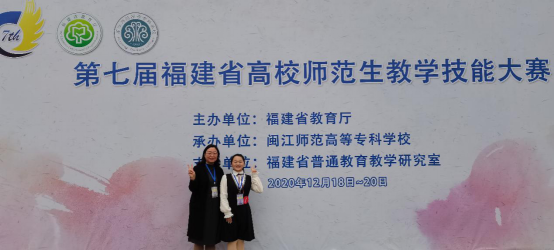 7th
第七届福建省高校师范生教学技能大赛
主办单位：福建省教育厅
承办单位：闽江师范高等专科学校
单位：福建省普通教育教学研究室
2020年12月18日~20日